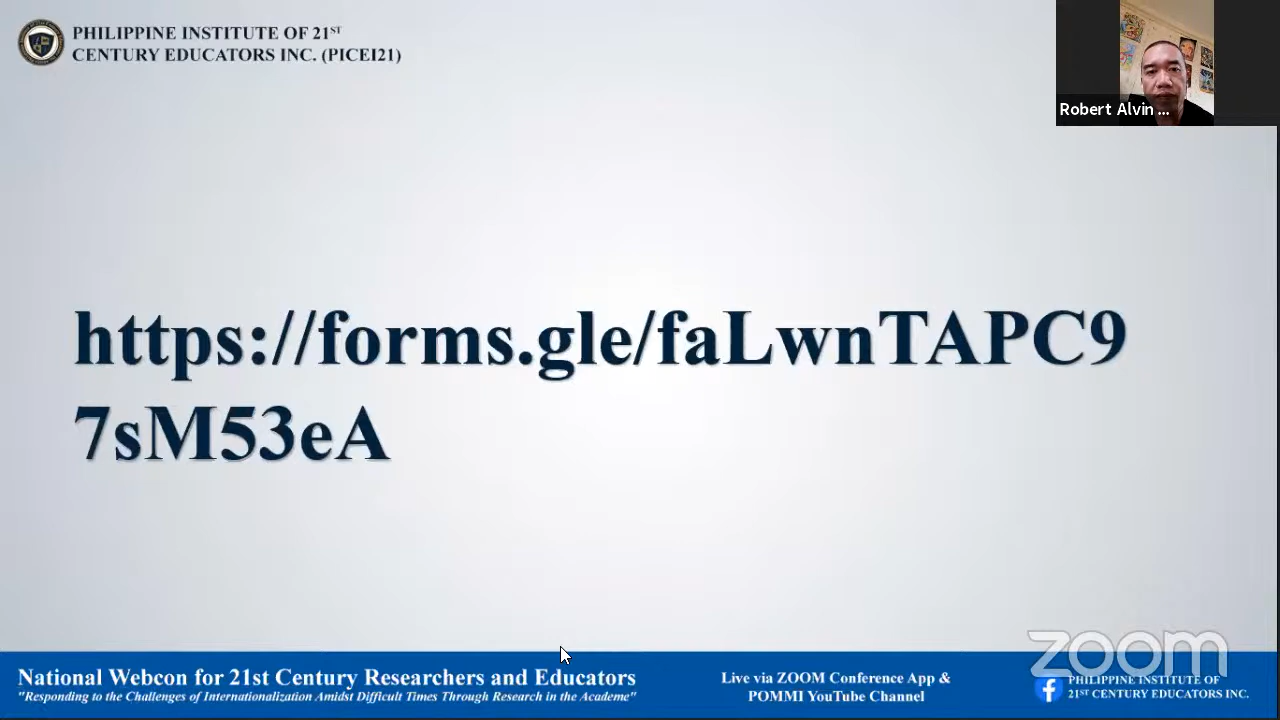 PHILIPPINE INSTITUTE OF 21ST
CENTURY EDUCATORS INC. (PICEI21)
Robert Alvin ...
https://forms.gle/faLwnTAPC9
7sM53eA
zoom
National Webcon for 21st Century Researchers and Educators
"Responding to the Challenges of Internationalization Amidst Difficult Times Through Research in the Academe"
Live via ZOOM Conference App &
POMMI YouTube Channel
PHILIPPINE INSTITUTE OF
21ST CENTURY EDUCATORS INC.